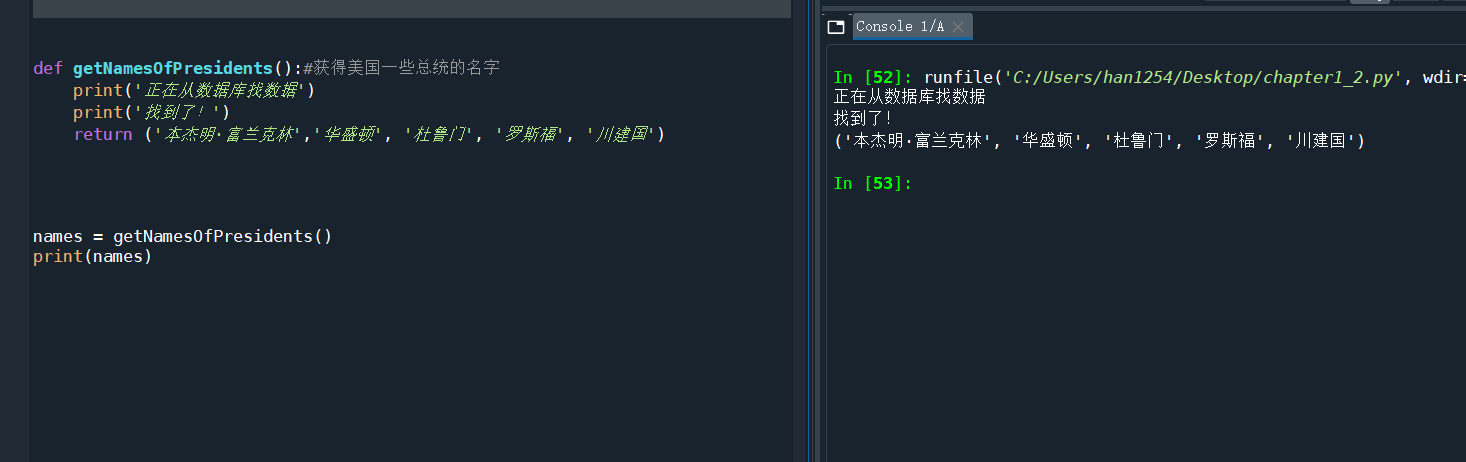 def getNamesOfPresidents():#获得美国一些总统的名字
    print('正在从数据库找数据')
    print('找到了！')
    return ('本杰明·富兰克林','华盛顿', '杜鲁门', '罗斯福', '川建国')
names = getNamesOfPresidents()
print(names)
Console 1/A
In [52]: runfile('C:/Users/han1254/Desktop/chapter1_2.py', wdir=
正在从数据库找数据
找到了！
('本杰明·富兰克林', '华盛顿', '杜鲁门', '罗斯福', '川建国')
In [53]: